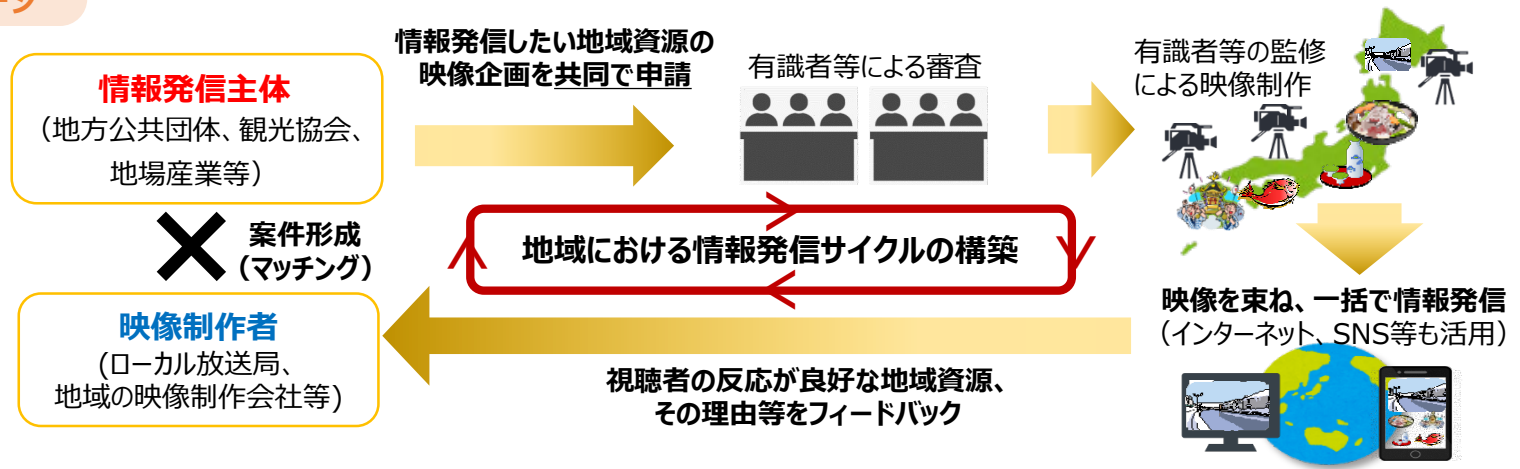 情報発信主体
（地方公共団体、観光協会、
地場産業等）
案件形成
（マッチング）
映像制作者
(ローカル放送局、
地域の映像制作会社等)
情報発信したい地域資源の
映像企画を共同で申請
有識者等による審査
有識者等の監修
による映像制作
地域における情報発信サイクルの構築
映像を束ね、一括で情報発信
（インターネット、SNS等も活用）
視聴者の反応が良好な地域資源、
その理由等をフィードバック